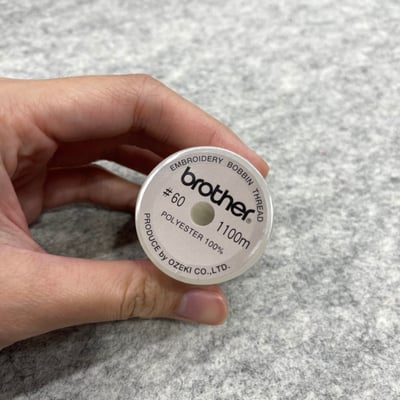 EMBROIDERY BOBBIN THREAD
brother®
#60 1100m
POLYESTER 100%
PRODUCE by OZEKI CO.,LTD.